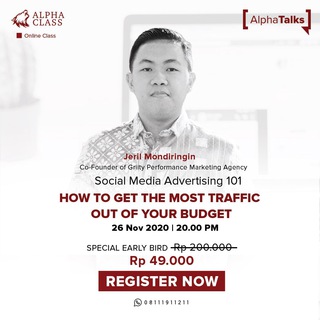 ALPHA
CLASS
Online Class
[AlphaTalks]
Jeril Mondiringin
Co-Founder of Grity Performance Marketing Agency
Social Media Advertising 101
HOW TO GET THE MOST TRAFFIC
OUT OF YOUR BUDGET
26 Nov 2020 | 20.00 PM
SPECIAL EARLY BIRD Rp 200.000
Rp 49.000
REGISTER NOW
08111911211